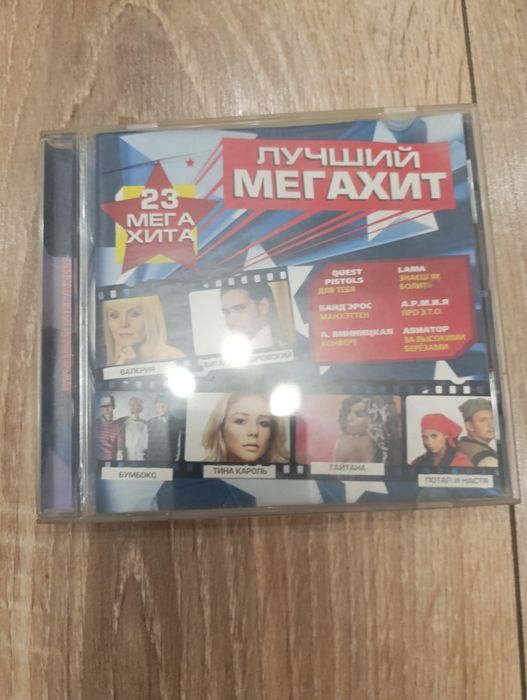 ЛУЧШИЙ
МЕГАХИТ
23
МЕГА
ХИТА
QUEST
PISTOLS
ДЛЯ ТЕБЯ
БАНД'ЭРОС
МАНХЭТТЕН
А. ВИННИЦКАЯ
КОНВЕРТ
LAMA
ЗНАЄШ ЯК
БОЛИТЬ
А.Р.М.И.Я
ПРО Э.Т.О.
АВИАТОР
ЗА ВЫСОКИМИ
БЕРЁЗАМИ
ВАЛЕРИЯ
БУМБОКС
ТИНА КАРОЛЬ
ГАЙТАНА
ПОТАП И НАСТЯ